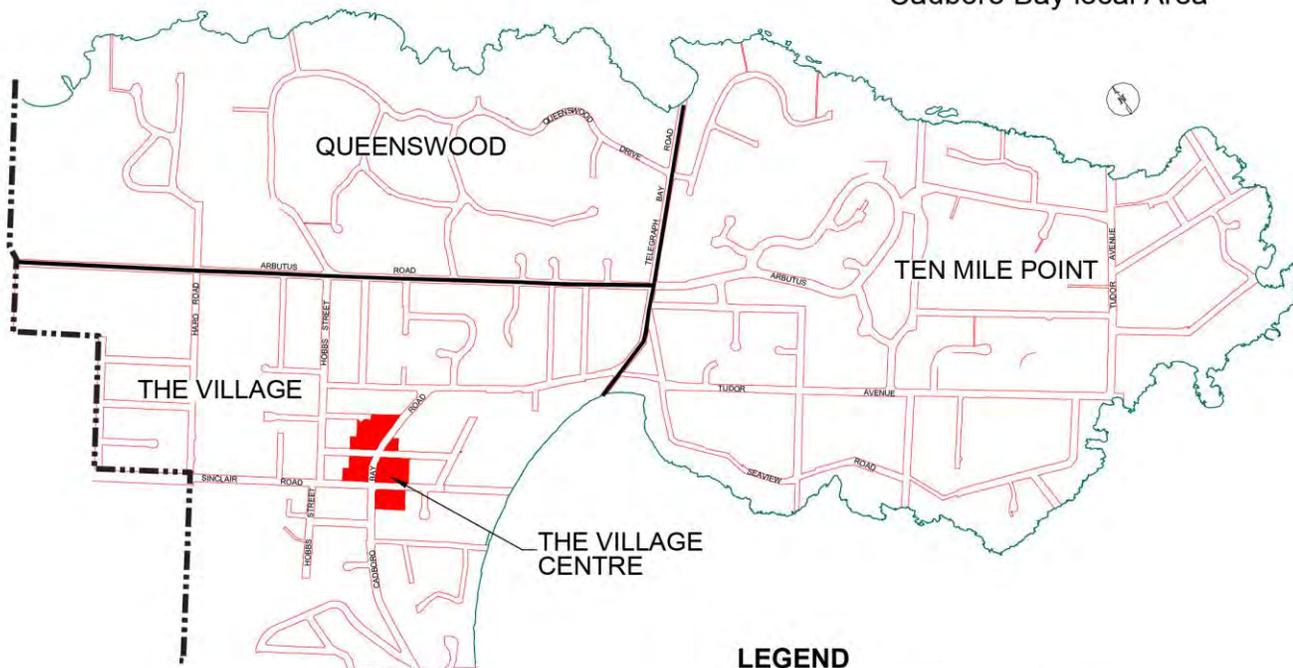 Cadboro Bay local Area
QUEENSWOOD
QUEENSWOOD
DRIVE
TELEGRAPH BAY ROAD
ARBUTUS ROAD
ARBUTUS
TEN MILE POINT
TUDOR AVENUE
HARO ROAD
HOBBS STREET
THE VILLAGE
ROAD
BAY
CADBORO
TUDOR AVENUE
SINCLAIR ROAD
HOBBS STREET
SEAVIEW ROAD
THE VILLAGE
CENTRE
LEGEND